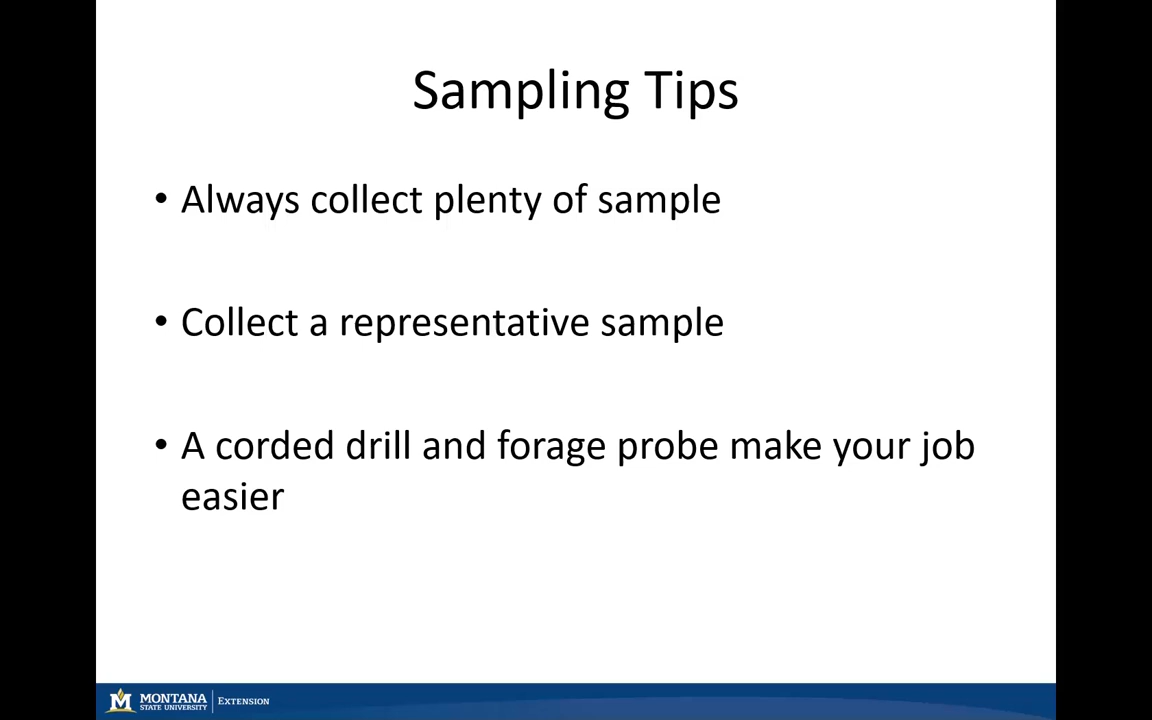 Sampling Tips
• Always collect plenty of sample
• Collect a representative sample
• A corded drill and forage probe make your job
easier
M MONTANA
STATE UNIVERSITY
EXTENSION